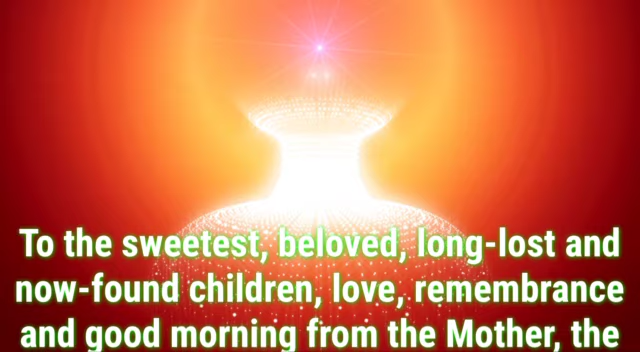 To the sweetest, beloved, long-lost and
now-found children, love, remembrance
and good morning from the Mother, the